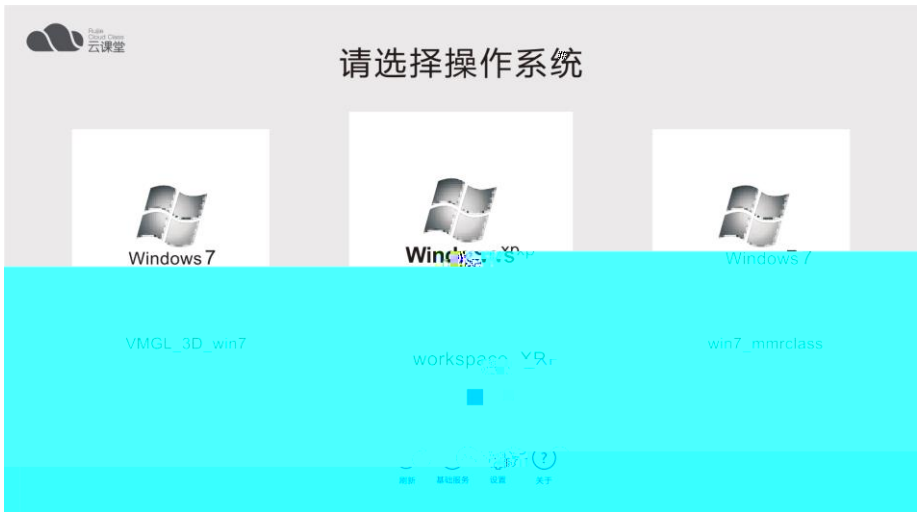 Ruijie
Cloud Class
云课堂
请选择操作系统
Windows 7
Windows 7
VMGL_3D_win7
win7_mmrclass
刷新
基础服务
设置
关于